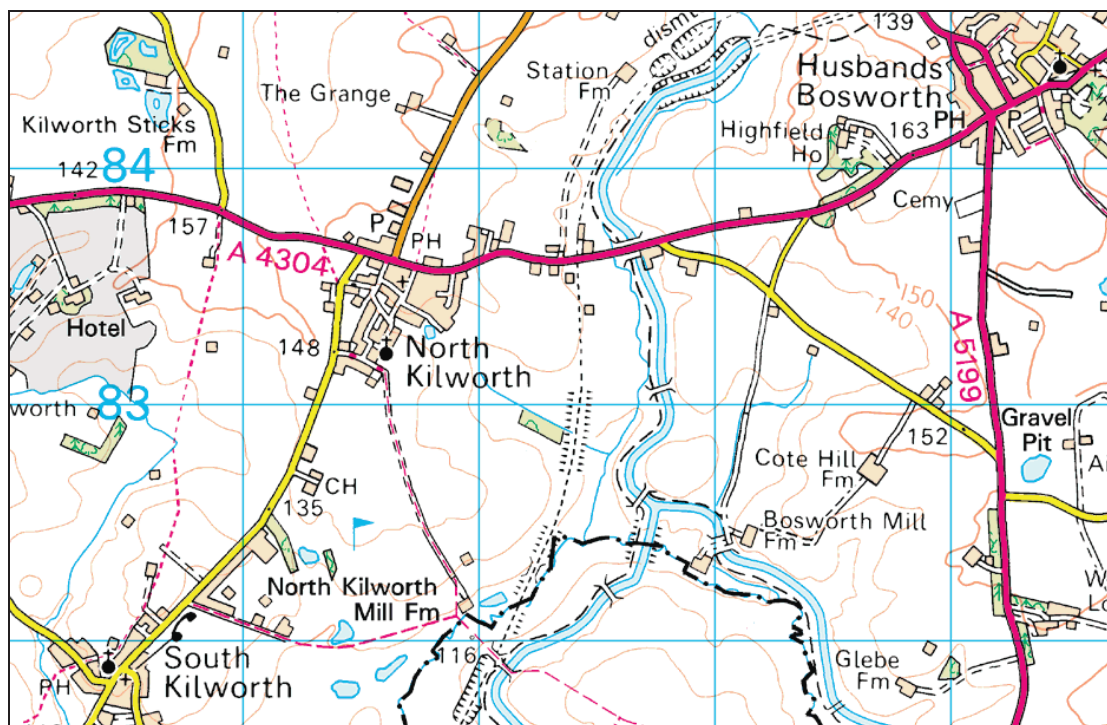 139
dismt
Husbands
Bosworth
Station
Fm
The Grange
PH
P
Kilworth Sticks
Fm
Highfield
Ho
163
142
84
Cemy
157
P
PH
A 4304
150
140
A 5199
Hotel
148
North
Kilworth
worth
83
152
Gravel
Pit
CH
Cote Hill
Fm
135
Bosworth Mill
Fm
North Kilworth
Mill Fm
116
South
Kilworth
PH
Glebe
Fm